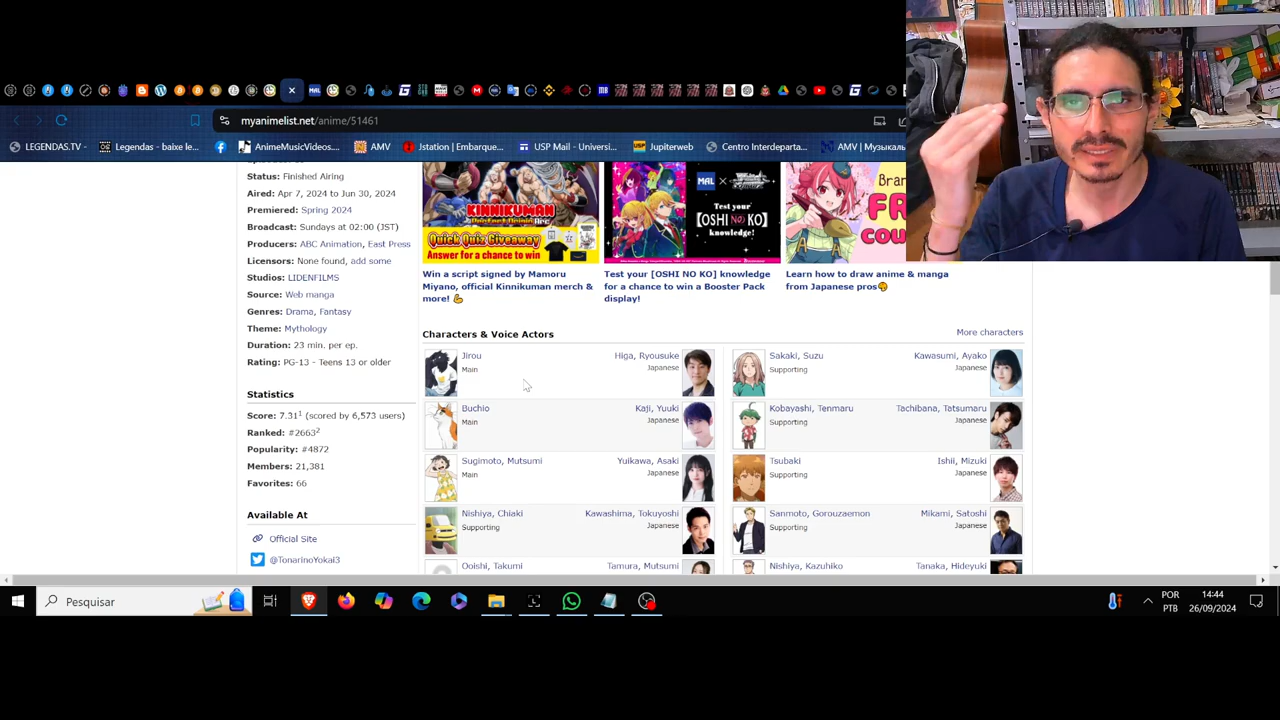 myanimelist.net/anime/51461
LEGENDAS.TV -
Legendas - baixe le...
AnimeMusicVideos...
AMV
Jstation | Embarque...
USP Mail - Universi...
Jupiterweb
Centro Interdeparta...
AMV | Музыкаль
Status: Finished Airing
Aired: Apr 7, 2024 to Jun 30, 2024
Premiered: Spring 2024
Broadcast: Sundays at 02:00 (JST)
Producers: ABC Animation, East Press
Licensors: None found, add some
Studios: LIDENFILMS
Source: Web manga
Genres: Drama, Fantasy
Theme: Mythology
Duration: 23 min. per ep.
Rating: PG-13 - Teens 13 or older
Statistics
Score: 7.31¹ (scored by 6,573 users)
Ranked: #2663²
Popularity: #4872
Members: 21,381
Favorites: 66
Available At
Official Site
@TonarinoYokai3
KINNIKUMAN
Quick Quiz Giveaway
Answer for a chance to win
MAL
Test your
【OSHI NO KO】
knowledge!
Bran
FR
COU
Win a script signed by Mamoru
Miyano, official Kinnikuman merch &
more! 💪
Test your [OSHI NO KO] knowledge
for a chance to win a Booster Pack
display!
Learn how to draw anime & manga
from Japanese pros
Characters & Voice Actors
More characters
Jirou
Main
Higa, Ryousuke
Japanese
Sakaki, Suzu
Supporting
Kawasumi, Ayako
Japanese
Buchio
Main
Kaji, Yuuki
Japanese
Kobayashi, Tenmaru
Supporting
Tachibana, Tatsumaru
Japanese
Sugimoto, Mutsumi
Main
Yuikawa, Asaki
Japanese
Tsubaki
Supporting
Ishii, Mizuki
Japanese
Nishiya, Chiaki
Supporting
Kawashima, Tokuyoshi
Japanese
Sanmoto, Gorouzaemon
Supporting
Mikami, Satoshi
Japanese
Ooishi, Takumi
Tamura, Mutsumi
Nishiya, Kazuhiko
Tanaka, Hideyuki
Pesquisar
POR
PTB
14:44
26/09/2024